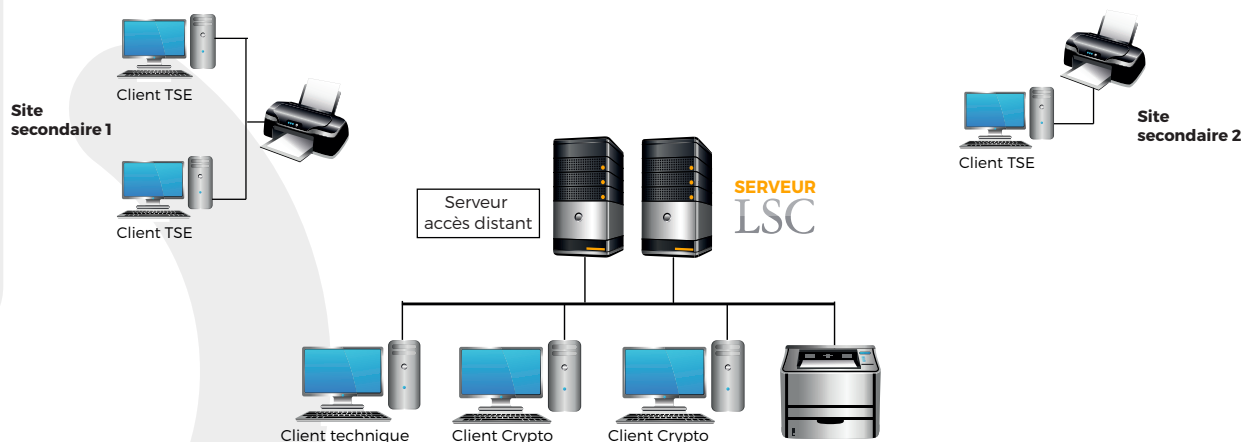 Client TSE
Site
secondaire 1
Client TSE
Serveur
accès distant
SERVEUR
LSC
Client TSE
Site
secondaire 2
Client technique
Client Crypto
Client Crypto